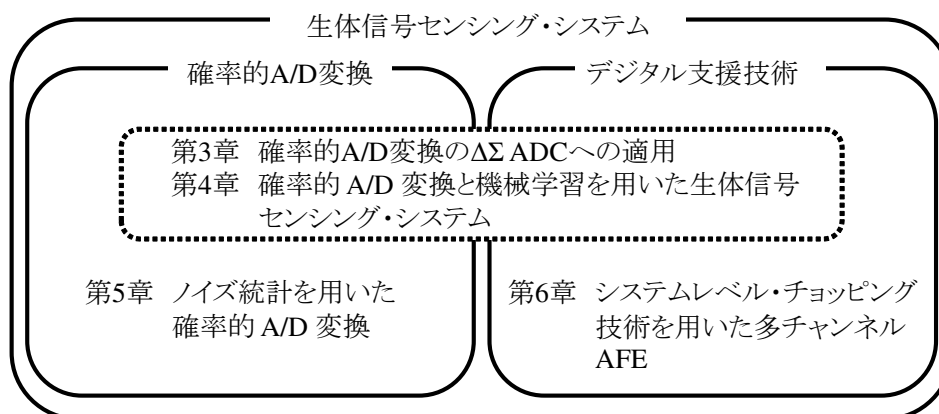 生体信号センシング・システム
確率的A/D変換
デジタル支援技術
第3章 確率的A/D変換のΔΣ ADCへの適用
第4章 確率的 A/D 変換と機械学習を用いた生体信号
センシング・システム
第5章 ノイズ統計を用いた
確率的 A/D 変換
第6章 システムレベル・チョッピング
技術を用いた多チャンネル
AFE